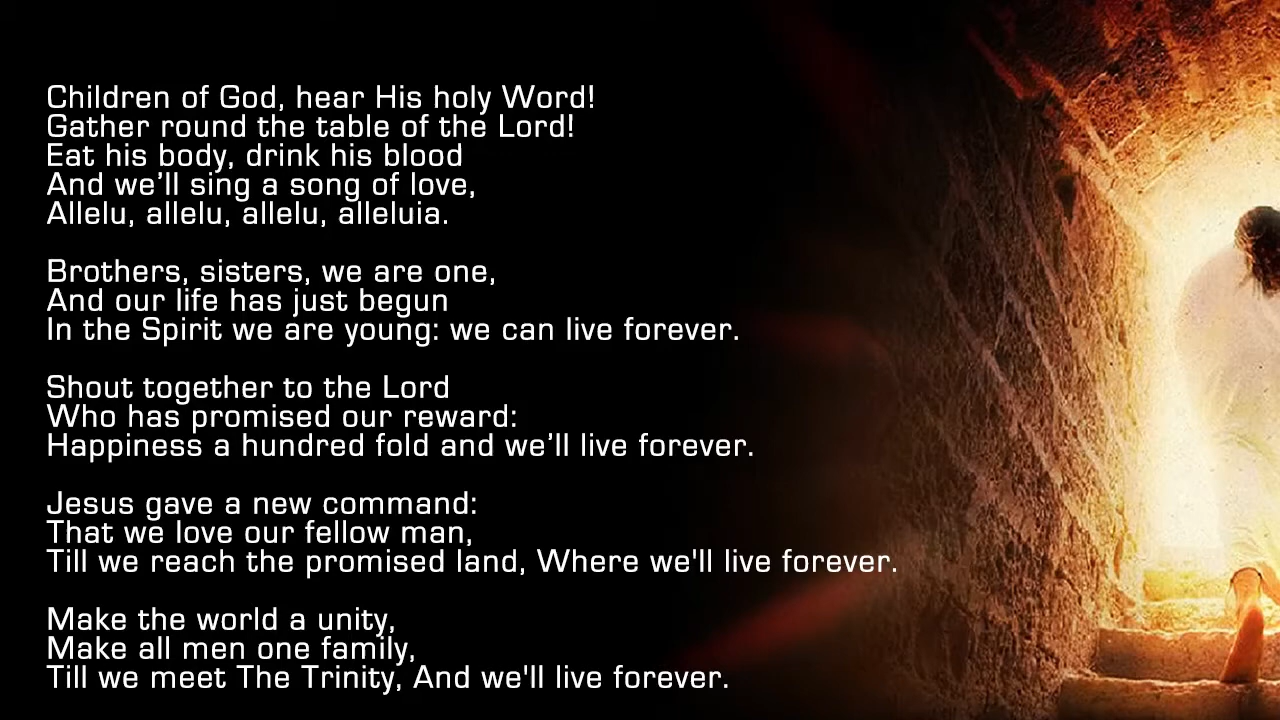 Children of God, hear His holy Word!
Gather round the table of the Lord!
Eat his body, drink his blood
And we’ll sing a song of love,
Allelu, allelu, allelu, alleluia.
Brothers, sisters, we are one,
And our life has just begun
In the Spirit we are young: we can live forever.
Shout together to the Lord
Who has promised our reward:
Happiness a hundred fold and we’ll live forever.
Jesus gave a new command:
That we love our fellow man,
Till we reach the promised land, Where we'll live forever.
Make the world a unity,
Make all men one family,
Till we meet The Trinity, And we'll live forever.